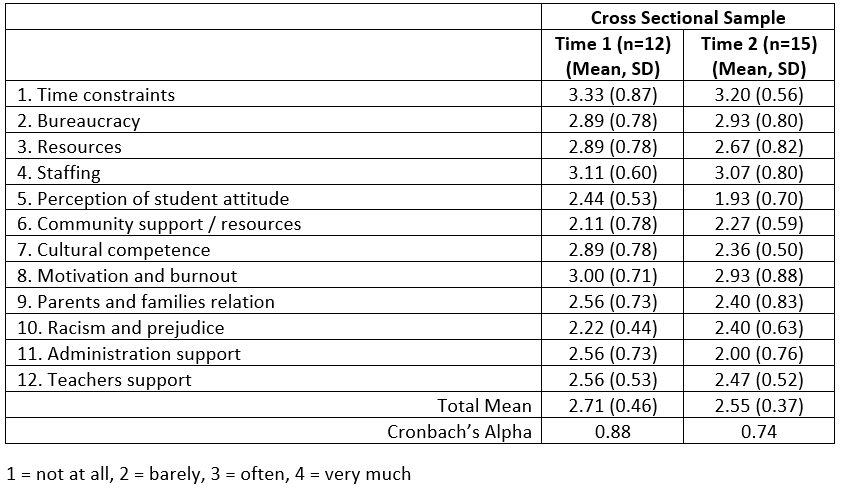 Cross Sectional Sample
Time 1 (n=12) Time 2 (n=15)
(Mean, SD) (Mean, SD)
1. Time constraints 3.33 (0.87) 3.20 (0.56)
2. Bureaucracy 2.89 (0.78) 2.93 (0.80)
3. Resources 2.89 (0.78) 2.67 (0.82)
4. Staffing 3.11 (0.60) 3.07 (0.80)
5. Perception of student attitude 2.44 (0.53) 1.93 (0.70)
6. Community support / resources 2.11 (0.78) 2.27 (0.59)
7. Cultural competence 2.89 (0.78) 2.36 (0.50)
8. Motivation and burnout 3.00 (0.71) 2.93 (0.88)
9. Parents and families relation 2.56 (0.73) 2.40 (0.83)
10. Racism and prejudice 2.22 (0.44) 2.40 (0.63)
11. Administration support 2.56 (0.73) 2.00 (0.76)
12. Teachers support 2.56 (0.53) 2.47 (0.52)
Total Mean 2.71 (0.46) 2.55 (0.37)
Cronbach’s Alpha 0.88 0.74
1 = not at all, 2 = barely, 3 = often, 4 = very much